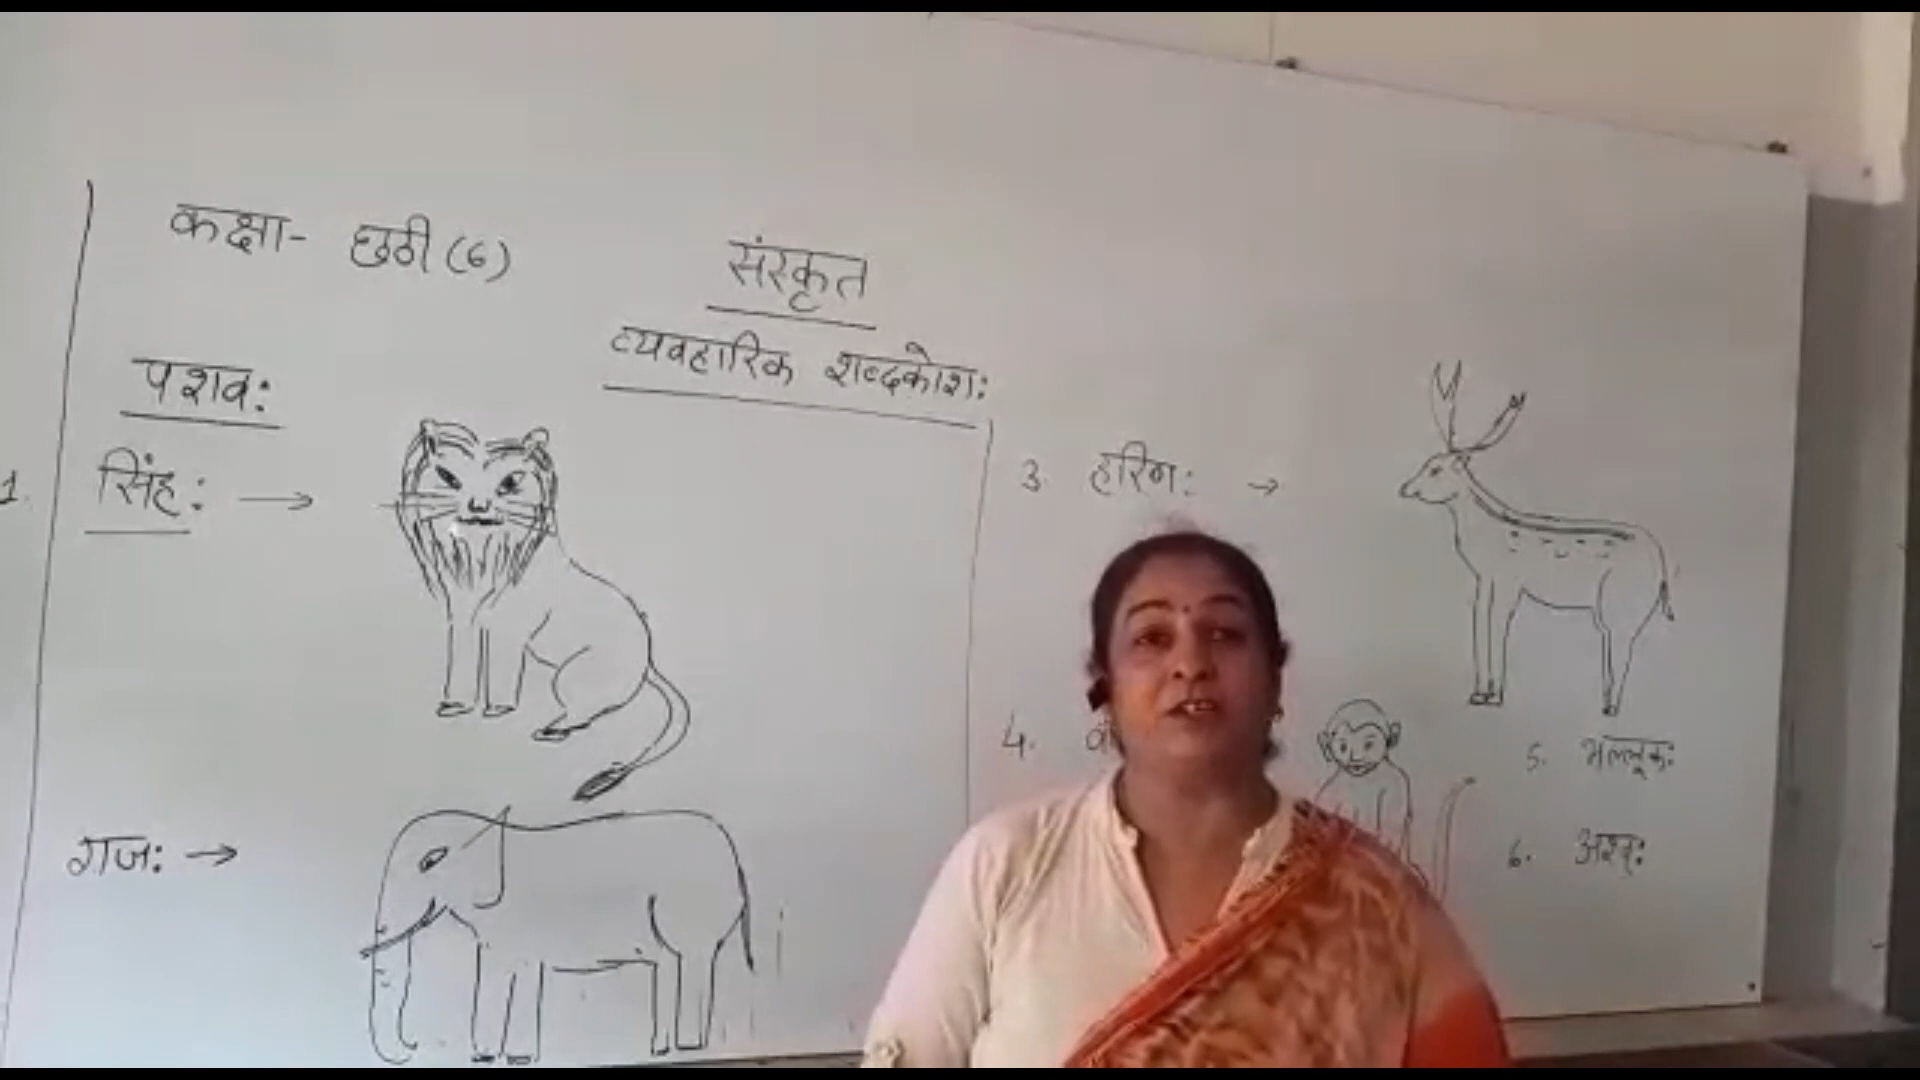 कक्षा- छठी (6)
संस्कृत
व्यवहारिक शब्दकोश:
पशव:
1. सिंह: →
गज: →
3. हरिण: →
4.
5. भल्लूक:
6. अश्व: